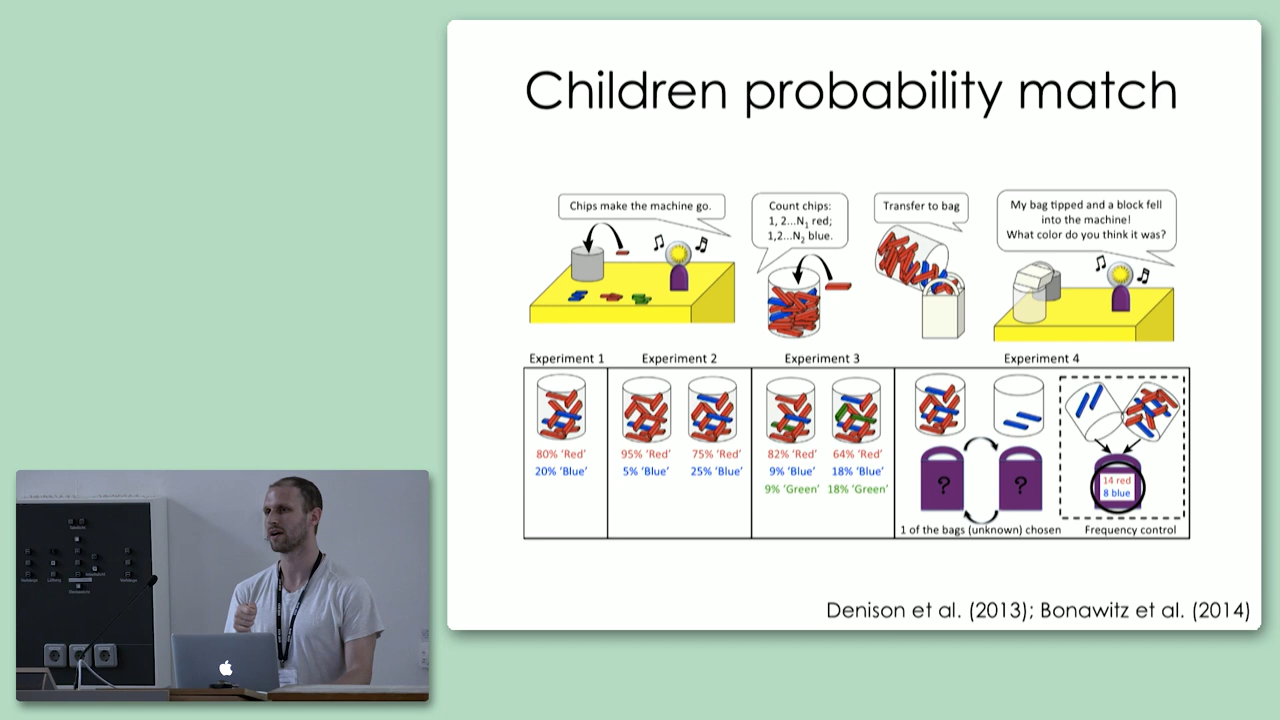 Children probability match
Chips make the machine go.
Count chips:
1, 2...N1 red;
1,2...N2 blue.
Transfer to bag
My bag tipped and a block fell
into the machine!
What color do you think it was?
Experiment 1
Experiment 2
Experiment 3
Experiment 4
80% ‘Red’
20% ‘Blue’
95% ‘Red’
5% ‘Blue’
75% ‘Red’
25% ‘Blue’
82% ‘Red’
9% ‘Blue’
9% ‘Green’
64% ‘Red’
18% ‘Blue’
18% ‘Green’
?
?
14 red
8 blue
1 of the bags (unknown) chosen
Frequency control
Denison et al. (2013); Bonawitz et al. (2014)